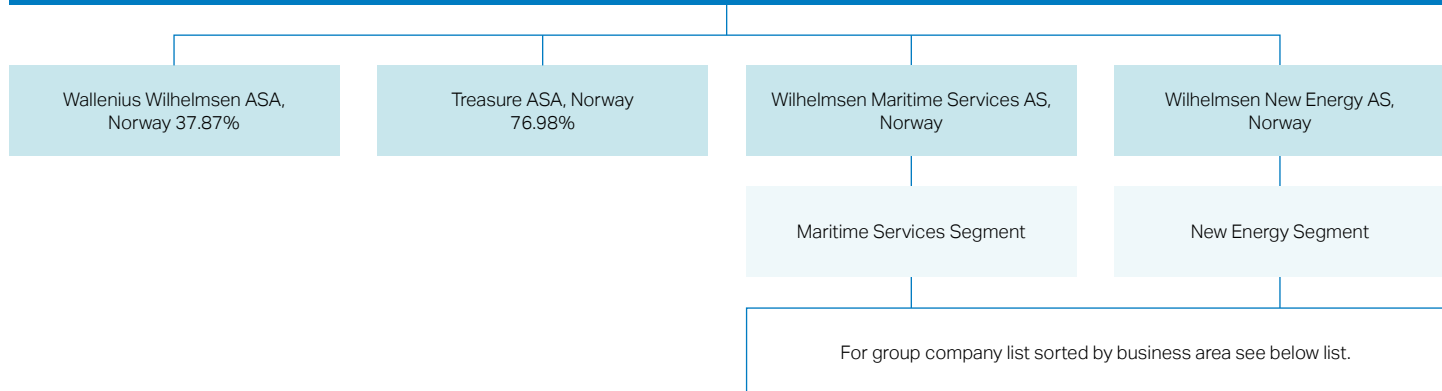 Wallenius Wilhelmsen ASA,
Norway 37.87%
Treasure ASA, Norway
76.98%
Wilhelmsen Maritime Services AS,
Norway
Wilhelmsen New Energy AS,
Norway
Maritime Services Segment
New Energy Segment
For group company list sorted by business area see below list.